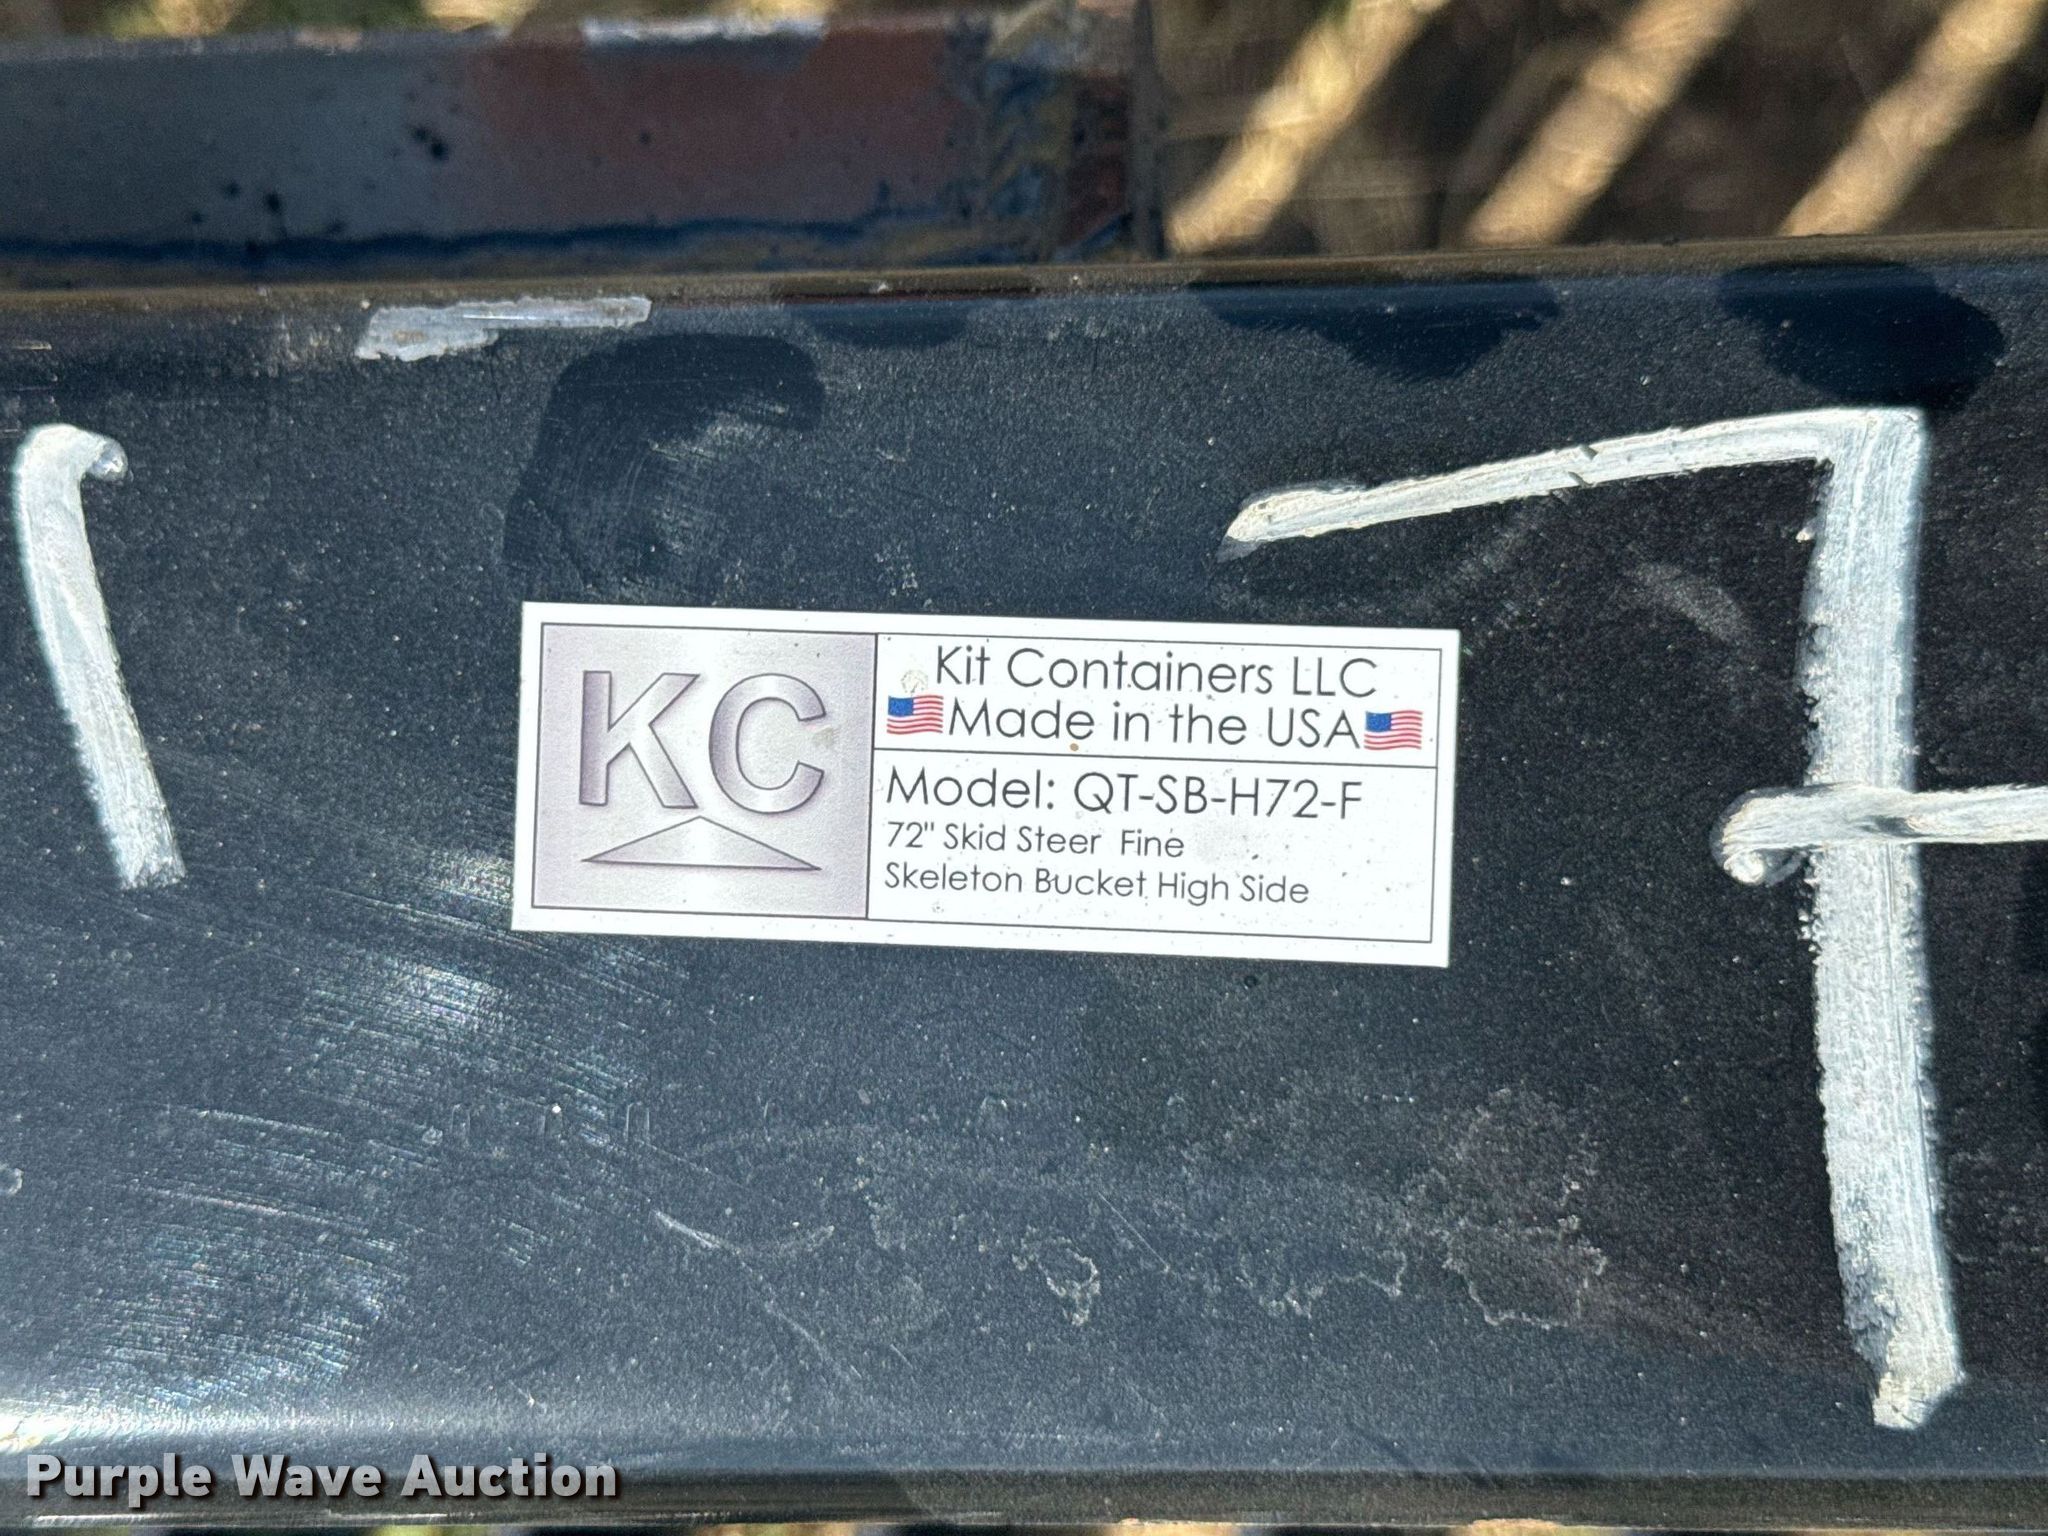 KC
Kit Containers LLC
Made in the USA
Model: QT-SB-H72-F
72" Skid Steer Fine
Skeleton Bucket High Side
Purple Wave Auction